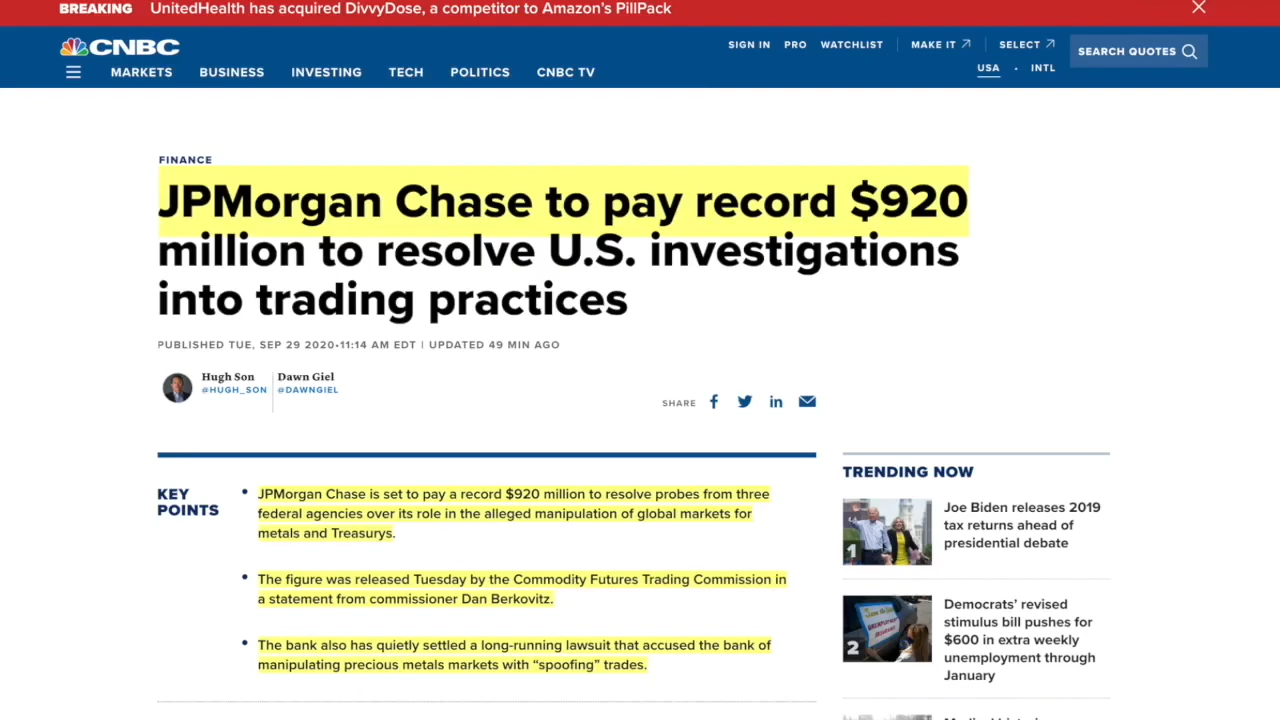 BREAKING UnitedHealth has acquired DivvyDose, a competitor to Amazon's PillPack
CNBC
SIGN IN PRO WATCHLIST MAKE IT SELECT
SEARCH QUOTES
USA · INTL
MARKETS BUSINESS INVESTING TECH POLITICS CNBC TV
FINANCE
JPMorgan Chase to pay record $920
million to resolve U.S. investigations
into trading practices
PUBLISHED TUE, SEP 29 2020•11:14 AM EDT | UPDATED 49 MIN AGO
Hugh Son
@HUGH_SON
Dawn Giel
@DAWNGIEL
SHARE
KEY
POINTS
• JPMorgan Chase is set to pay a record $920 million to resolve probes from three
federal agencies over its role in the alleged manipulation of global markets for
metals and Treasurys.
• The figure was released Tuesday by the Commodity Futures Trading Commission in
a statement from commissioner Dan Berkovitz.
• The bank also has quietly settled a long-running lawsuit that accused the bank of
manipulating precious metals markets with “spoofing” trades.
TRENDING NOW
1
Joe Biden releases 2019
tax returns ahead of
presidential debate
2
Democrats’ revised
stimulus bill pushes for
$600 in extra weekly
unemployment through
January